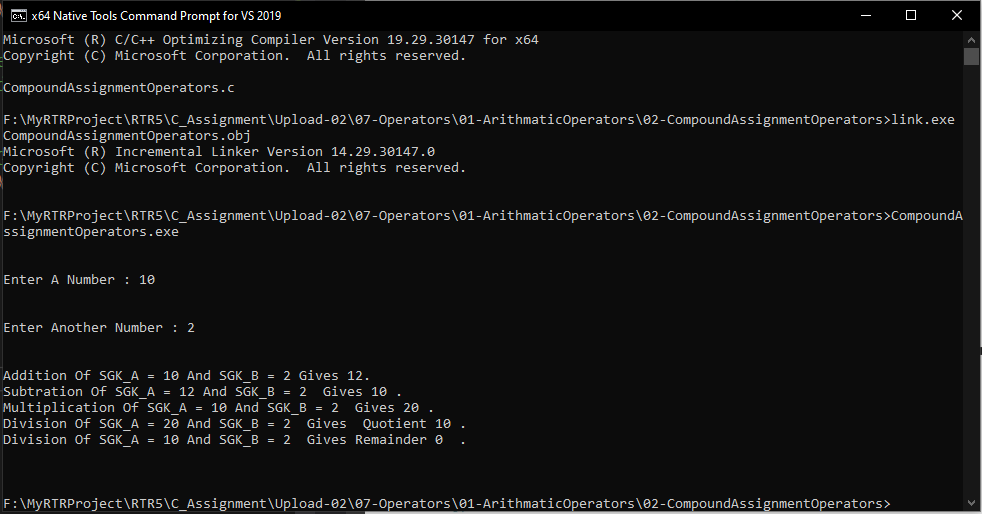 x64 Native Tools Command Prompt for VS 2019
Microsoft (R) C/C++ Optimizing Compiler Version 19.29.30147 for x64
Copyright (C) Microsoft Corporation.  All rights reserved.
CompoundAssignmentOperators.c
F:\MyRTRProject\RTR5\C_Assignment\Upload-02\07-Operators\01-ArithmaticOperators\02-CompoundAssignmentOperators>link.exe
CompoundAssignmentOperators.obj
Microsoft (R) Incremental Linker Version 14.29.30147.0
Copyright (C) Microsoft Corporation.  All rights reserved.
F:\MyRTRProject\RTR5\C_Assignment\Upload-02\07-Operators\01-ArithmaticOperators\02-CompoundAssignmentOperators>CompoundA
ssignmentOperators.exe
Enter A Number : 10
Enter Another Number : 2
Addition Of SGK_A = 10 And SGK_B = 2 Gives 12.
Subtration Of SGK_A = 12 And SGK_B = 2  Gives 10 .
Multiplication Of SGK_A = 10 And SGK_B = 2  Gives 20 .
Division Of SGK_A = 20 And SGK_B = 2  Gives  Quotient 10 .
Division Of SGK_A = 10 And SGK_B = 2  Gives Remainder 0  .
F:\MyRTRProject\RTR5\C_Assignment\Upload-02\07-Operators\01-ArithmaticOperators\02-CompoundAssignmentOperators>